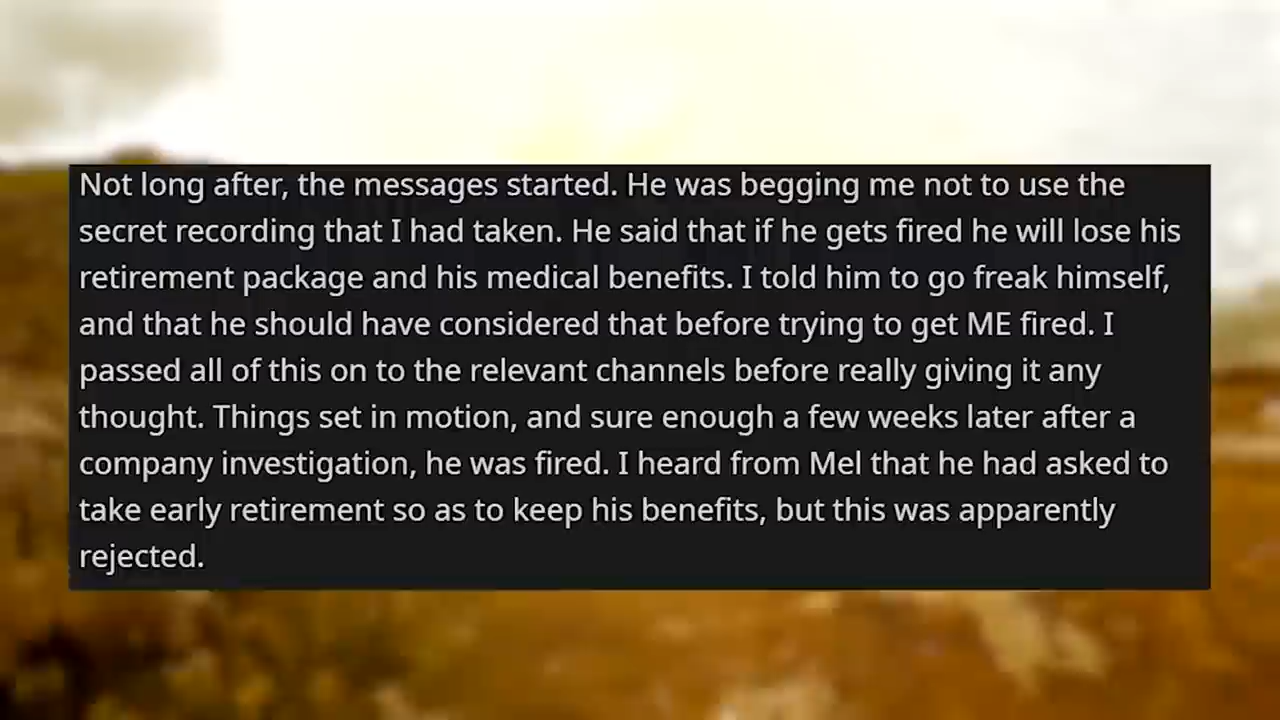 Not long after, the messages started. He was begging me not to use the
secret recording that I had taken. He said that if he gets fired he will lose his
retirement package and his medical benefits. I told him to go freak himself,
and that he should have considered that before trying to get ME fired. I
passed all of this on to the relevant channels before really giving it any
thought. Things set in motion, and sure enough a few weeks later after a
company investigation, he was fired. I heard from Mel that he had asked to
take early retirement so as to keep his benefits, but this was apparently
rejected.